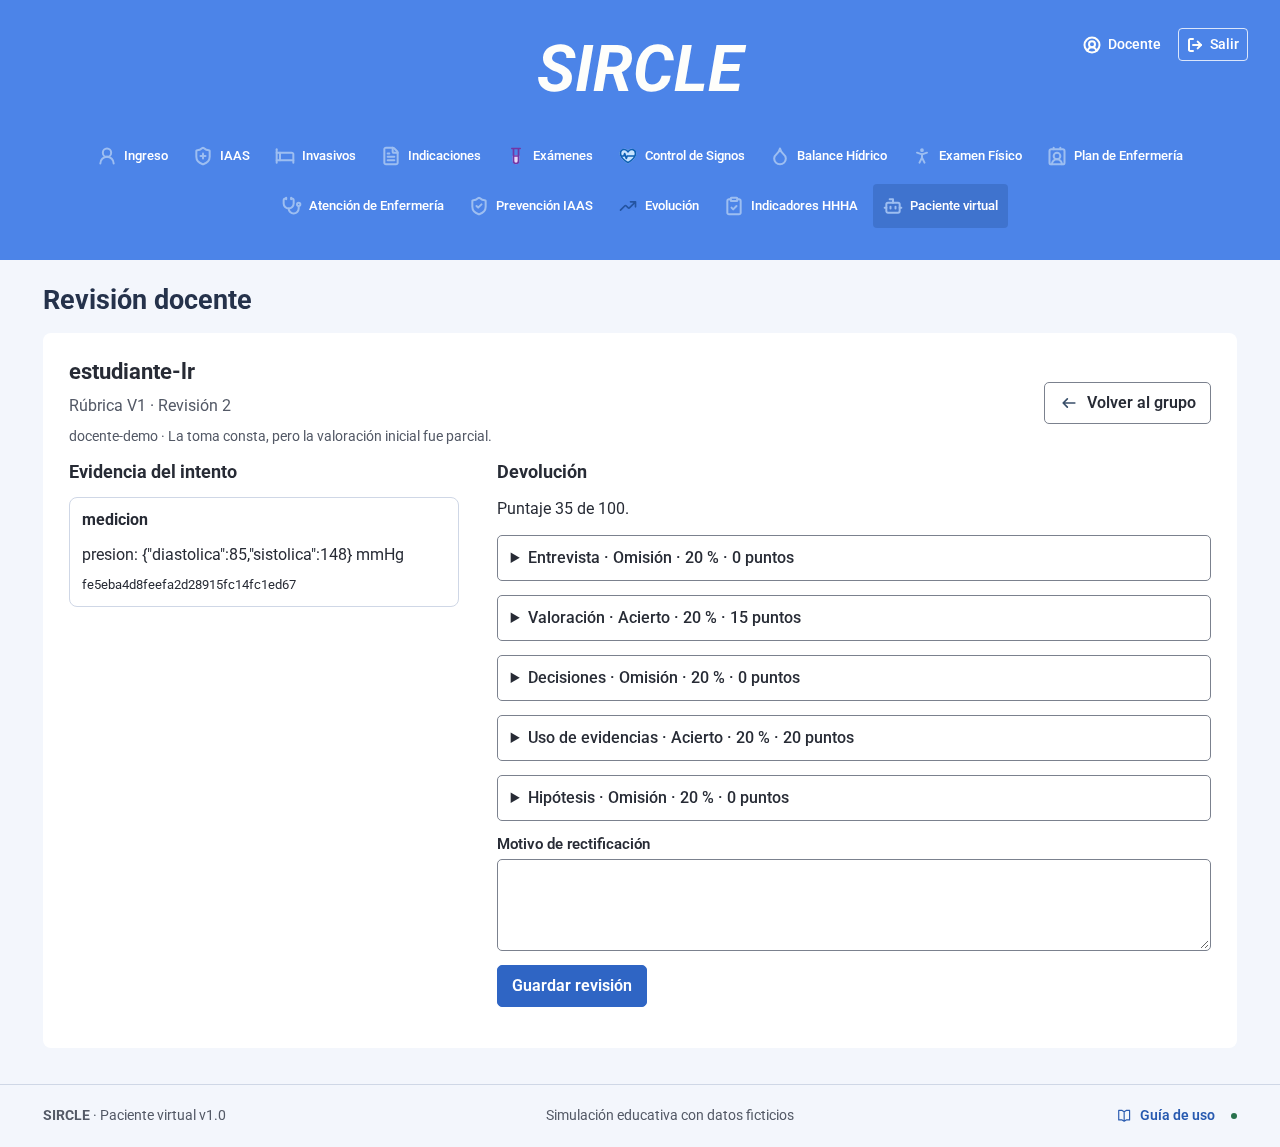 SIRCLE
Docente
Salir
Ingreso
IAAS
Invasivos
Indicaciones
Exámenes
Control de Signos
Balance Hídrico
Examen Físico
Plan de Enfermería
Atención de Enfermería
Prevención IAAS
Evolución
Indicadores HHHA
Paciente virtual
Revisión docente
estudiante-lr
Rúbrica V1 · Revisión 2
docente-demo · La toma consta, pero la valoración inicial fue parcial.
Volver al grupo
Evidencia del intento
medicion
presion: {"diastolica":85,"sistolica":148} mmHg
fe5eba4d8feefa2d28915fc14fc1ed67
Devolución
Puntaje 35 de 100.
Entrevista · Omisión · 20 % · 0 puntos
Valoración · Acierto · 20 % · 15 puntos
Decisiones · Omisión · 20 % · 0 puntos
Uso de evidencias · Acierto · 20 % · 20 puntos
Hipótesis · Omisión · 20 % · 0 puntos
Motivo de rectificación
Guardar revisión
SIRCLE · Paciente virtual v1.0
Simulación educativa con datos ficticios
Guía de uso